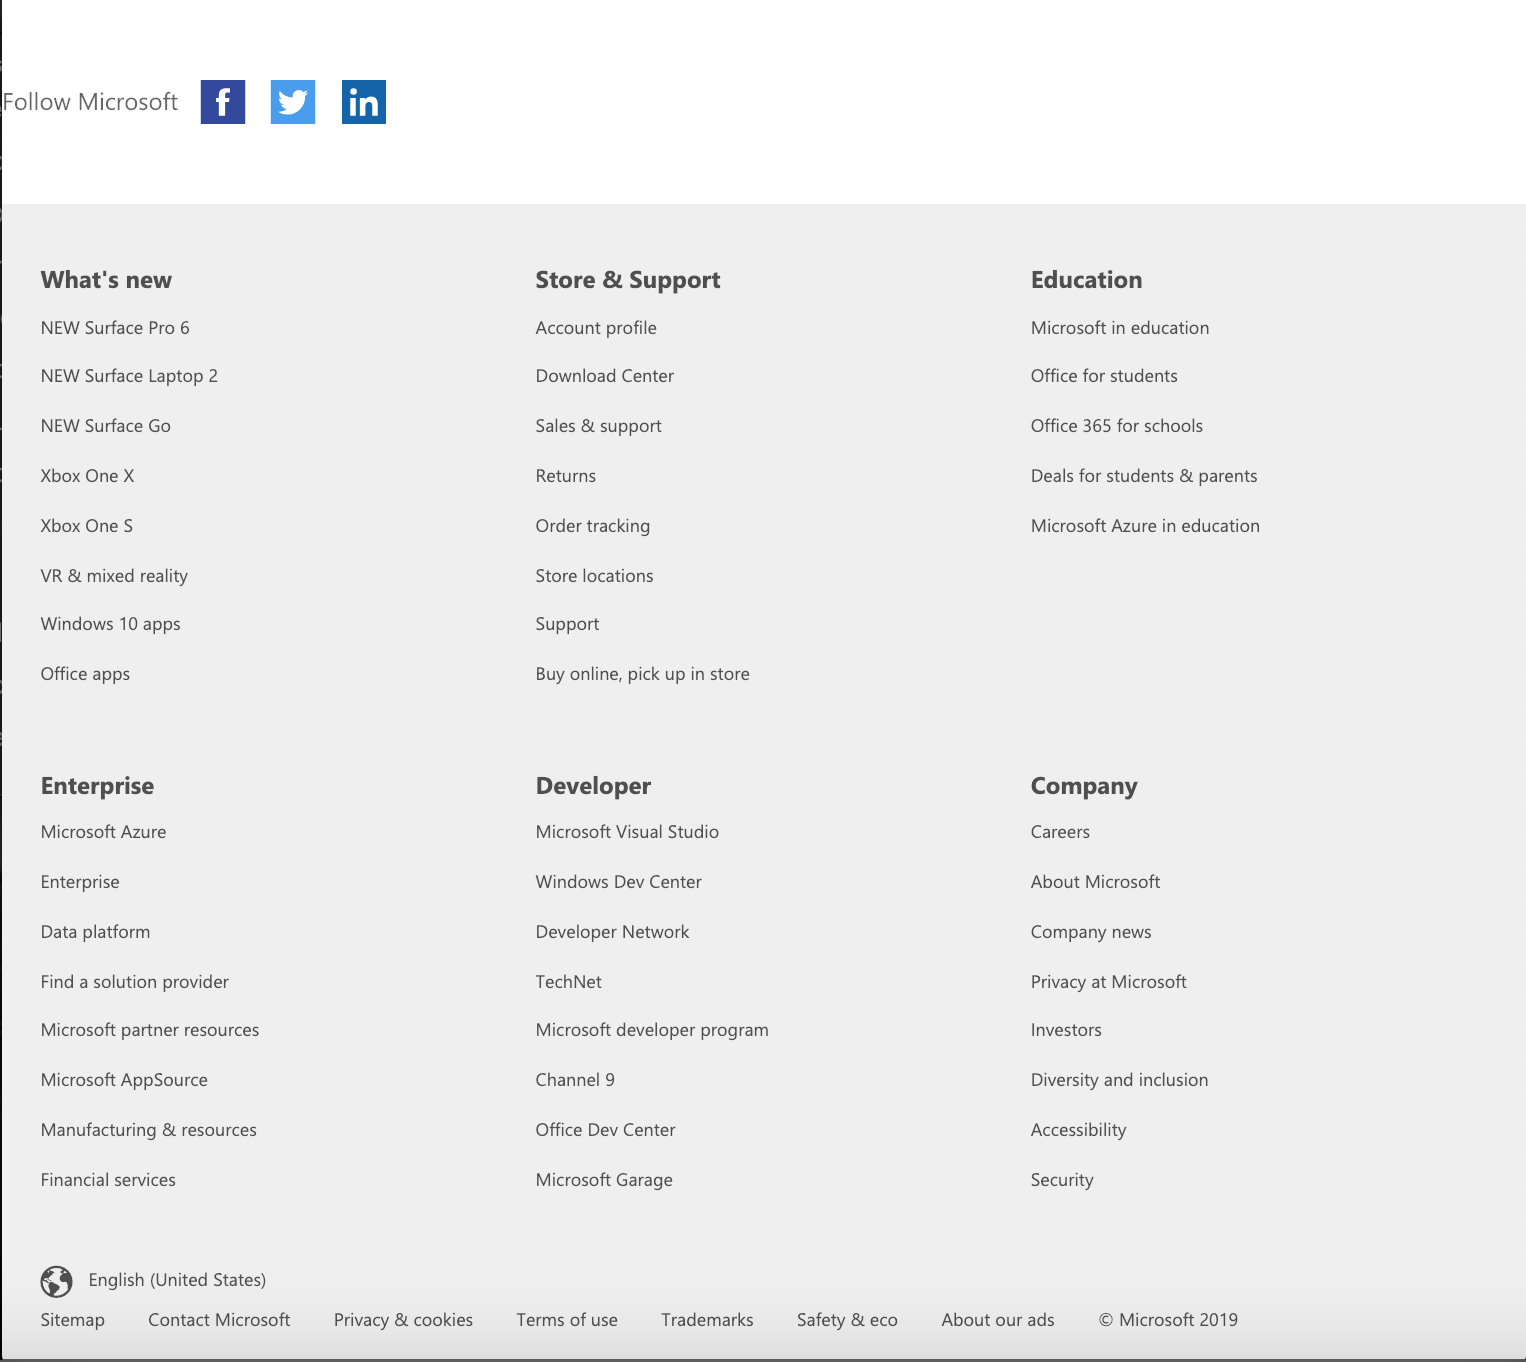 Follow Microsoft
What's new
NEW Surface Pro 6
NEW Surface Laptop 2
NEW Surface Go
Xbox One X
Xbox One S
VR & mixed reality
Windows 10 apps
Office apps
Store & Support
Account profile
Download Center
Sales & support
Returns
Order tracking
Store locations
Support
Buy online, pick up in store
Education
Microsoft in education
Office for students
Office 365 for schools
Deals for students & parents
Microsoft Azure in education
Enterprise
Microsoft Azure
Enterprise
Data platform
Find a solution provider
Microsoft partner resources
Microsoft AppSource
Manufacturing & resources
Financial services
Developer
Microsoft Visual Studio
Windows Dev Center
Developer Network
TechNet
Microsoft developer program
Channel 9
Office Dev Center
Microsoft Garage
Company
Careers
About Microsoft
Company news
Privacy at Microsoft
Investors
Diversity and inclusion
Accessibility
Security
English (United States)
Sitemap Contact Microsoft Privacy & cookies Terms of use Trademarks Safety & eco About our ads © Microsoft 2019